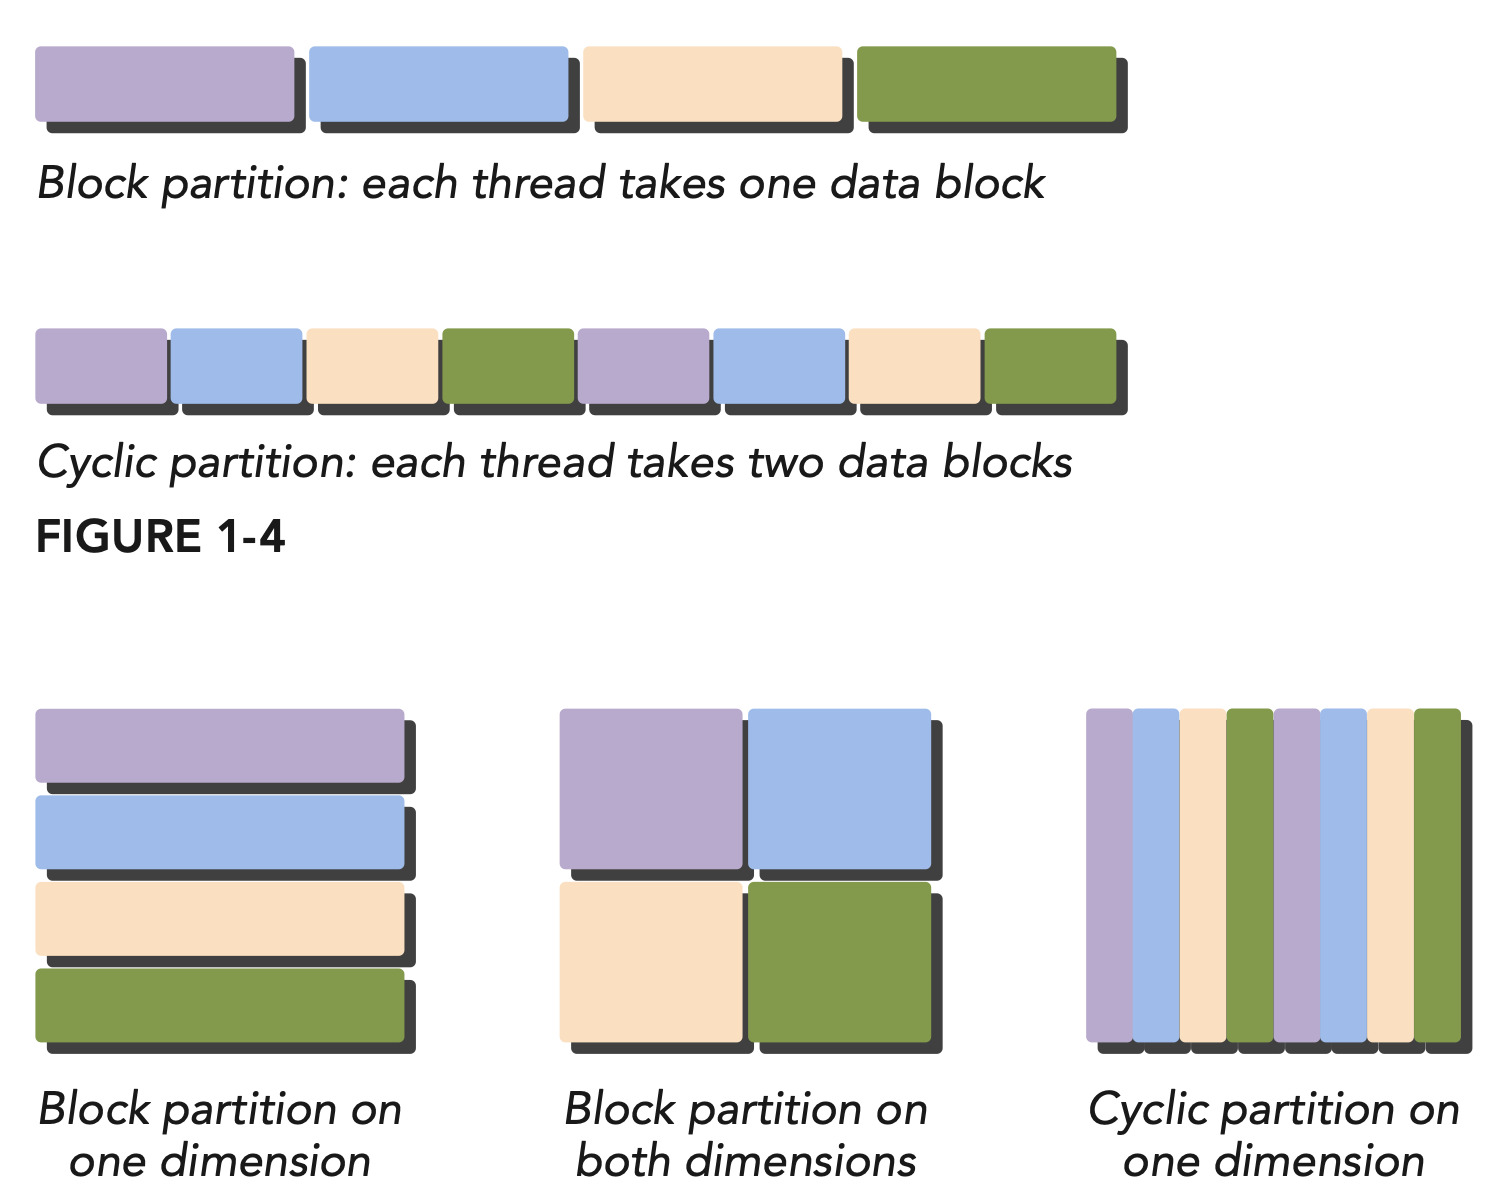 Block partition: each thread takes one data block
Cyclic partition: each thread takes two data blocks
FIGURE 1-4
Block partition on
one dimension
Block partition on
both dimensions
Cyclic partition on
one dimension